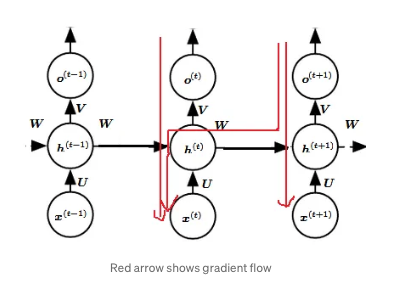 o(t-1) o(t) o(t+1)
V V V
W W W W
h(t-1) h(t) h(t+1)
U U U
x(t-1) x(t) x(t+1)
Red arrow shows gradient flow